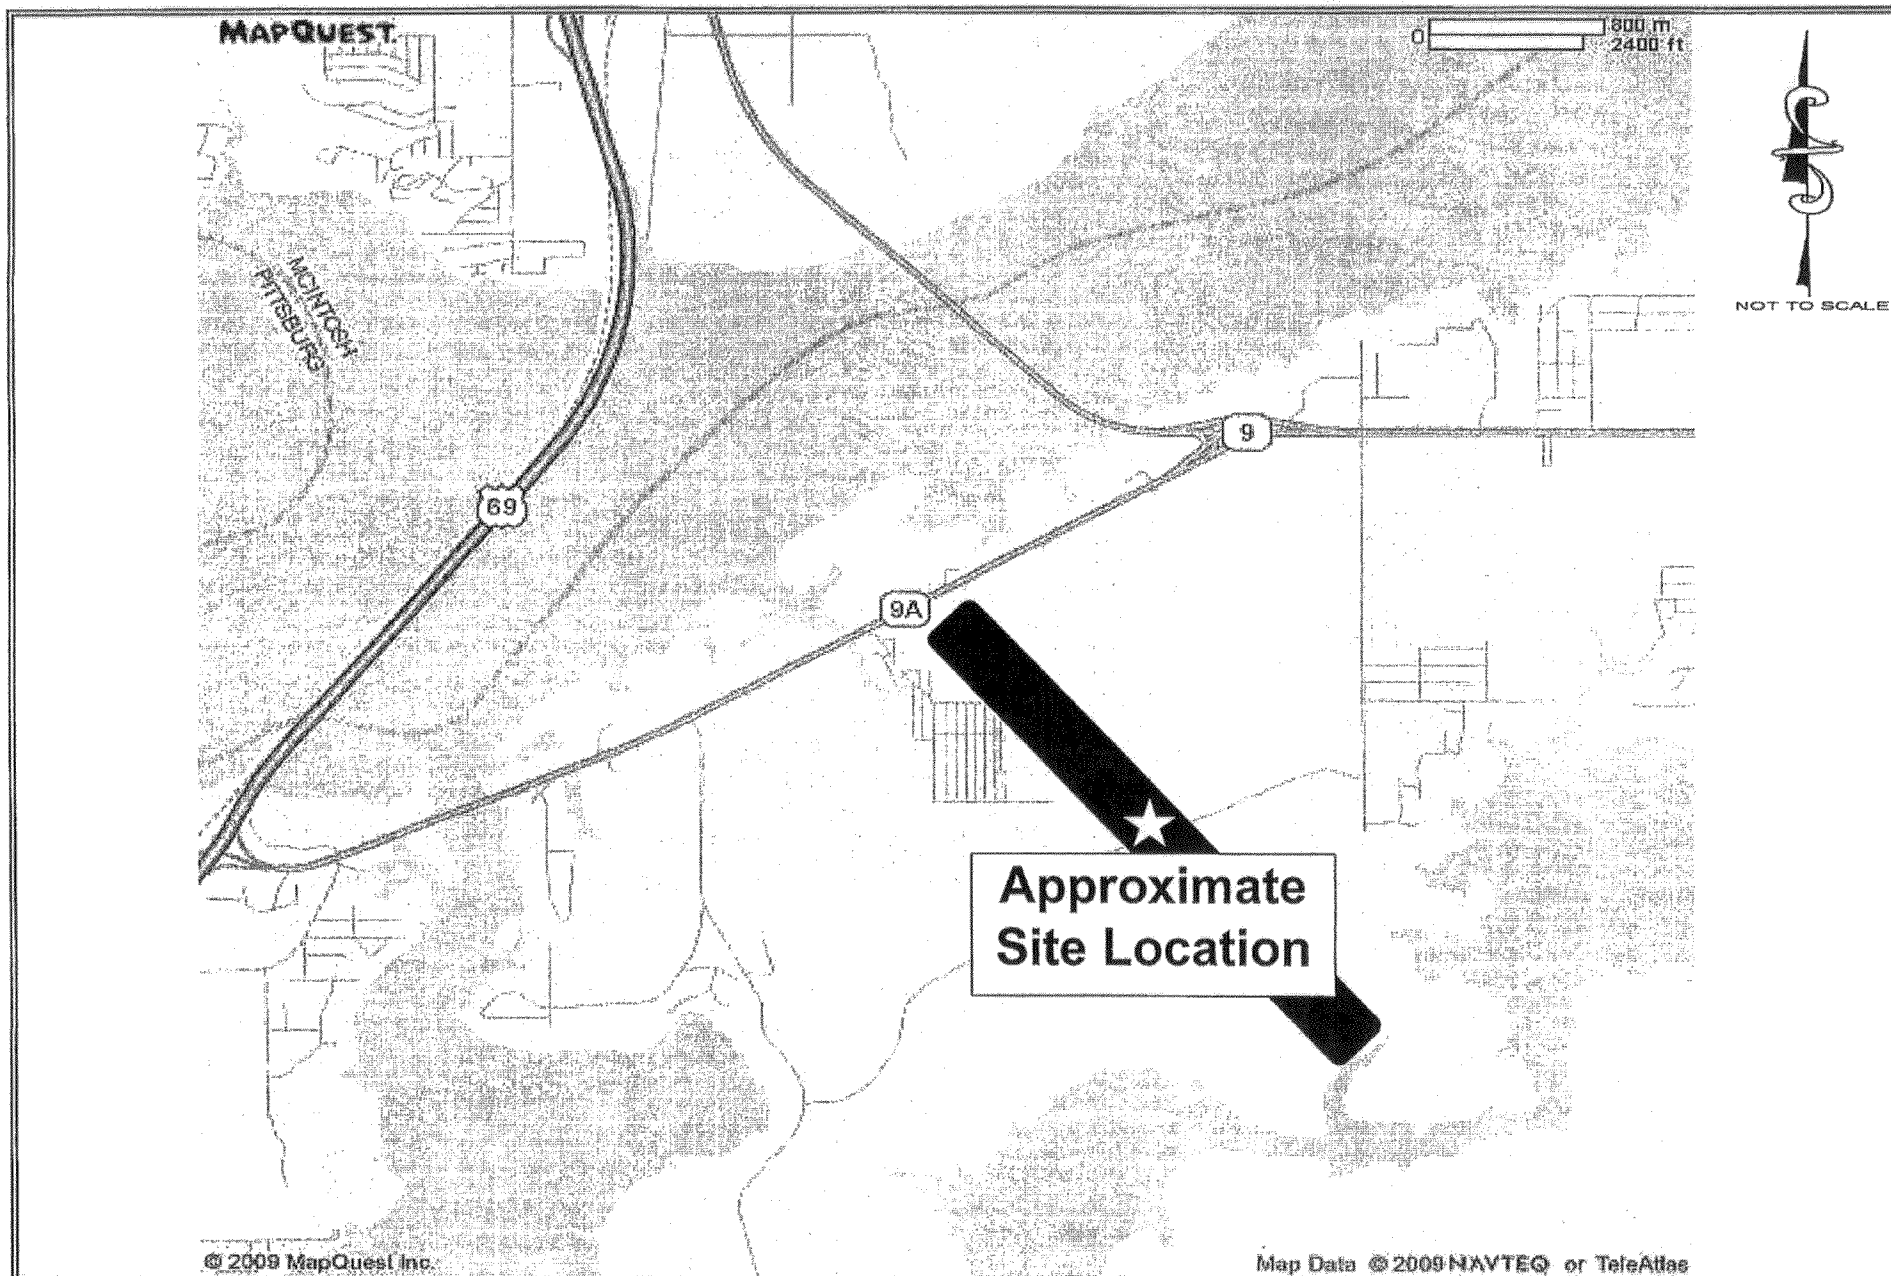 MAPQUEST.
0
800 m
2400 ft
NOT TO SCALE
MCINTOSH
PITTSBURG
69
9
9A
Approximate
Site Location
© 2009 MapQuest Inc.
Map Data © 2009 NAVTEQ or TeleAtlas